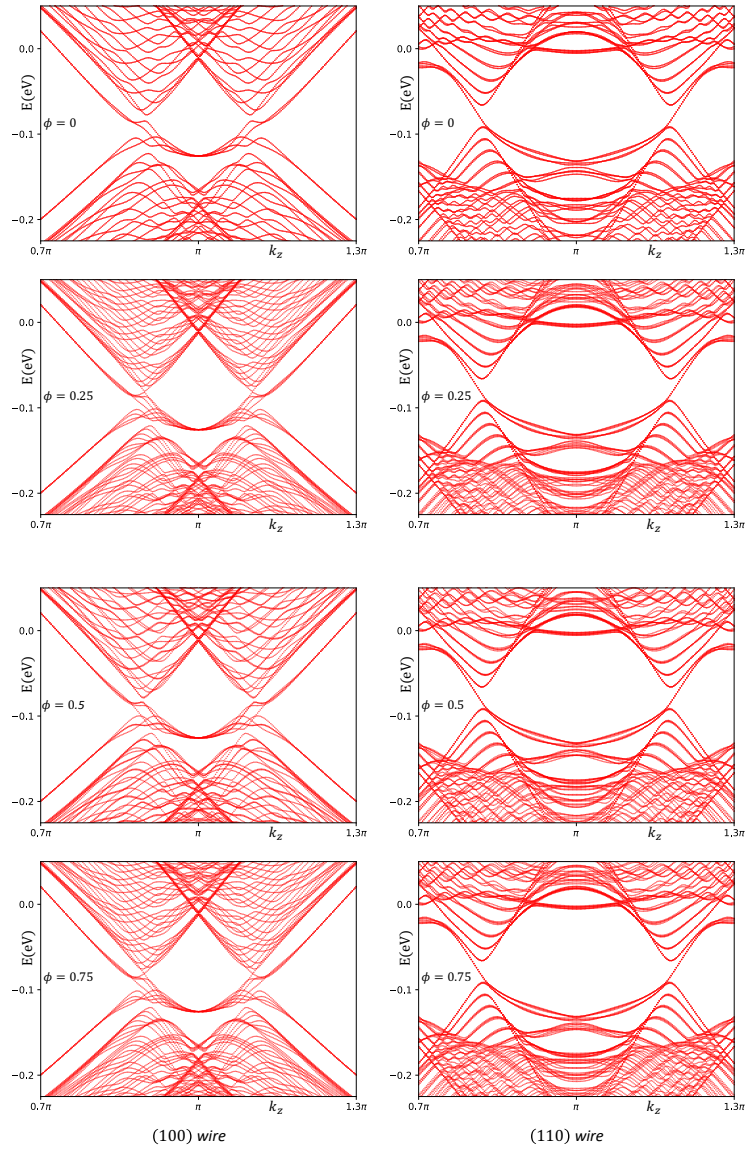 0.0
−0.1
−0.2
E(eV)
ϕ = 0
0.7π
π
k_z
1.3π
0.0
−0.1
−0.2
E(eV)
ϕ = 0
0.7π
π
k_z
1.3π
0.0
−0.1
−0.2
E(eV)
ϕ = 0.25
0.7π
π
k_z
1.3π
0.0
−0.1
−0.2
E(eV)
ϕ = 0.25
0.7π
π
k_z
1.3π
0.0
−0.1
−0.2
E(eV)
ϕ = 0.5
0.7π
π
k_z
1.3π
0.0
−0.1
−0.2
E(eV)
ϕ = 0.5
0.7π
π
k_z
1.3π
0.0
−0.1
−0.2
E(eV)
ϕ = 0.75
0.7π
π
k_z
1.3π
0.0
−0.1
−0.2
E(eV)
ϕ = 0.75
0.7π
π
k_z
1.3π
(100) wire
(110) wire